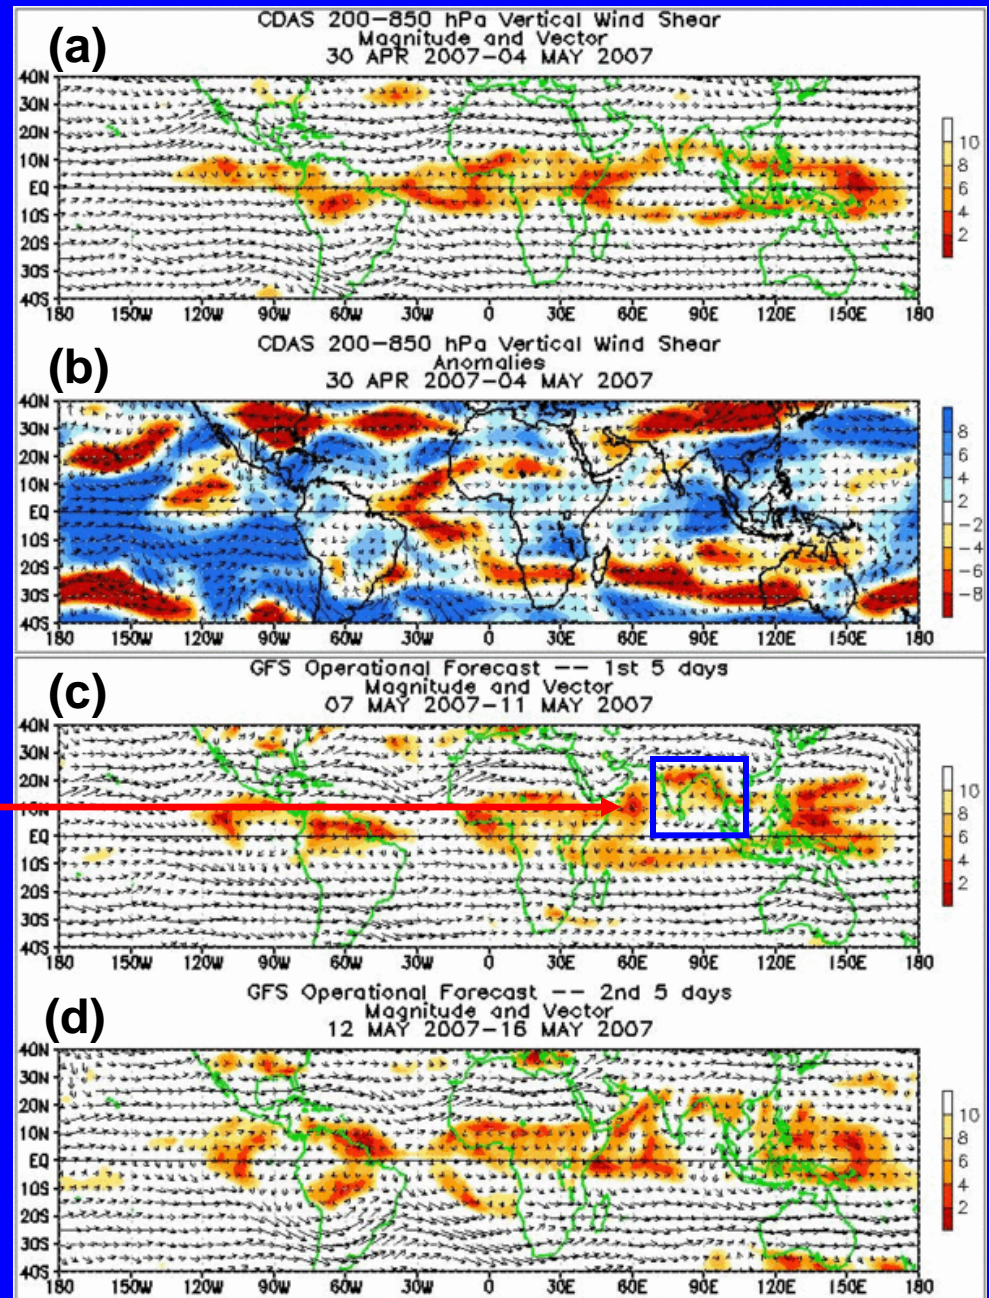 (a)
CDAS 200-850 hPa Vertical Wind Shear
Magnitude and Vector
30 APR 2007-04 MAY 2007
40N
30N
20N
10N
EQ
10S
20S
30S
40S
180 150W 120W 90W 60W 30W 0 30E 60E 90E 120E 150E 180
10
8
6
4
2
(b)
CDAS 200-850 hPa Vertical Wind Shear
Anomalies
30 APR 2007-04 MAY 2007
40N
30N
20N
10N
EQ
10S
20S
30S
40S
180 150W 120W 90W 60W 30W 0 30E 60E 90E 120E 150E 180
8
6
4
2
-2
-4
-6
-8
(c)
GFS Operational Forecast -- 1st 5 days
Magnitude and Vector
07 MAY 2007-11 MAY 2007
40N
30N
20N
10N
EQ
10S
20S
30S
40S
180 150W 120W 90W 60W 30W 0 30E 60E 90E 120E 150E 180
10
8
6
4
2
(d)
GFS Operational Forecast -- 2nd 5 days
Magnitude and Vector
12 MAY 2007-16 MAY 2007
40N
30N
20N
10N
EQ
10S
20S
30S
40S
180 150W 120W 90W 60W 30W 0 30E 60E 90E 120E 150E 180
10
8
6
4
2